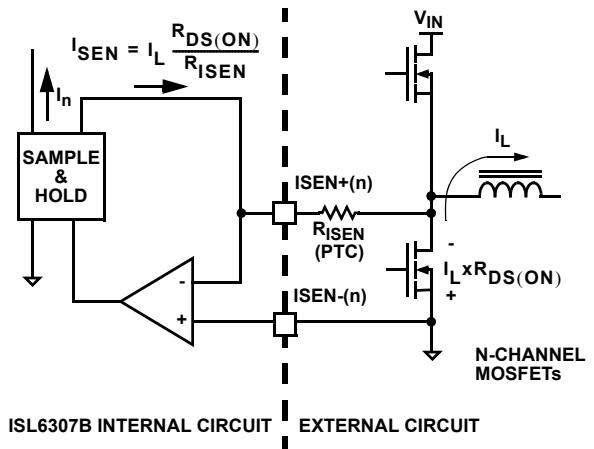 V_IN
I_SEN = I_L R_DS(ON) / R_ISEN
I_n
SAMPLE
&
HOLD
I_L
ISEN+(n)
R_ISEN
(PTC)
-
I_L x R_DS(ON)
+
-
+
ISEN-(n)
N-CHANNEL
MOSFETs
ISL6307B INTERNAL CIRCUIT
EXTERNAL CIRCUIT